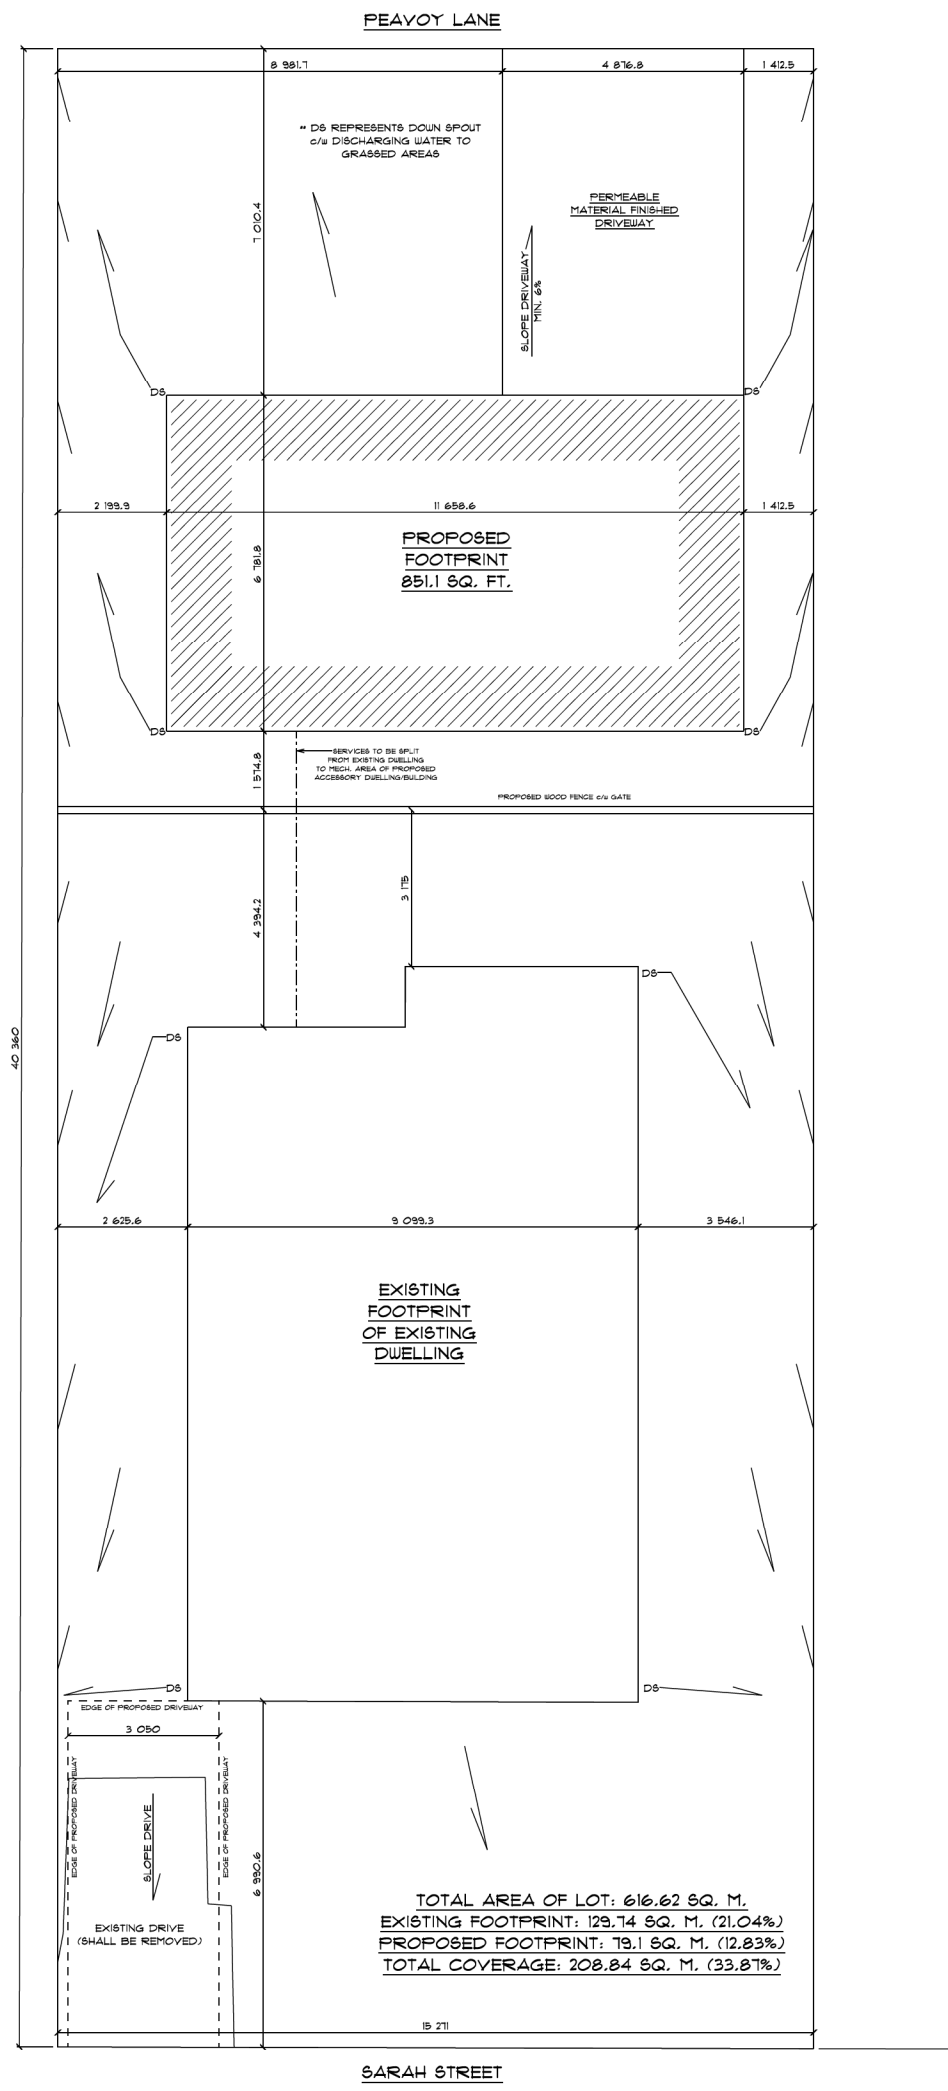 PEAVOY LANE
8 981.7
4 876.8
1 412.5
** DS REPRESENTS DOWN SPOUT
c/w DISCHARGING WATER TO
GRASSED AREAS
PERMEABLE
MATERIAL FINISHED
DRIVEWAY
7 010.4
SLOPE DRIVEWAY
MIN. 6%
DS
DS
2 199.9
11 658.6
1 412.5
PROPOSED
FOOTPRINT
851.1 SQ. FT.
6 781.8
DS
DS
SERVICES TO BE SPLIT
FROM EXISTING DWELLING
TO MECH. AREA OF PROPOSED
ACCESSORY DWELLING/BUILDING
1 574.8
PROPOSED WOOD FENCE c/w GATE
3 175
4 394.2
DS
DS
40 360
2 625.6
9 099.3
3 546.1
EXISTING
FOOTPRINT
OF EXISTING
DWELLING
DS
DS
EDGE OF PROPOSED DRIVEWAY
3 050
EDGE OF PROPOSED DRIVEWAY
EDGE OF PROPOSED DRIVEWAY
SLOPE DRIVE
6 990.6
EXISTING DRIVE
(SHALL BE REMOVED)
TOTAL AREA OF LOT: 616.62 SQ. M.
EXISTING FOOTPRINT: 129.74 SQ. M. (21.04%)
PROPOSED FOOTPRINT: 79.1 SQ. M. (12.83%)
TOTAL COVERAGE: 208.84 SQ. M. (33.87%)
15 271
SARAH STREET